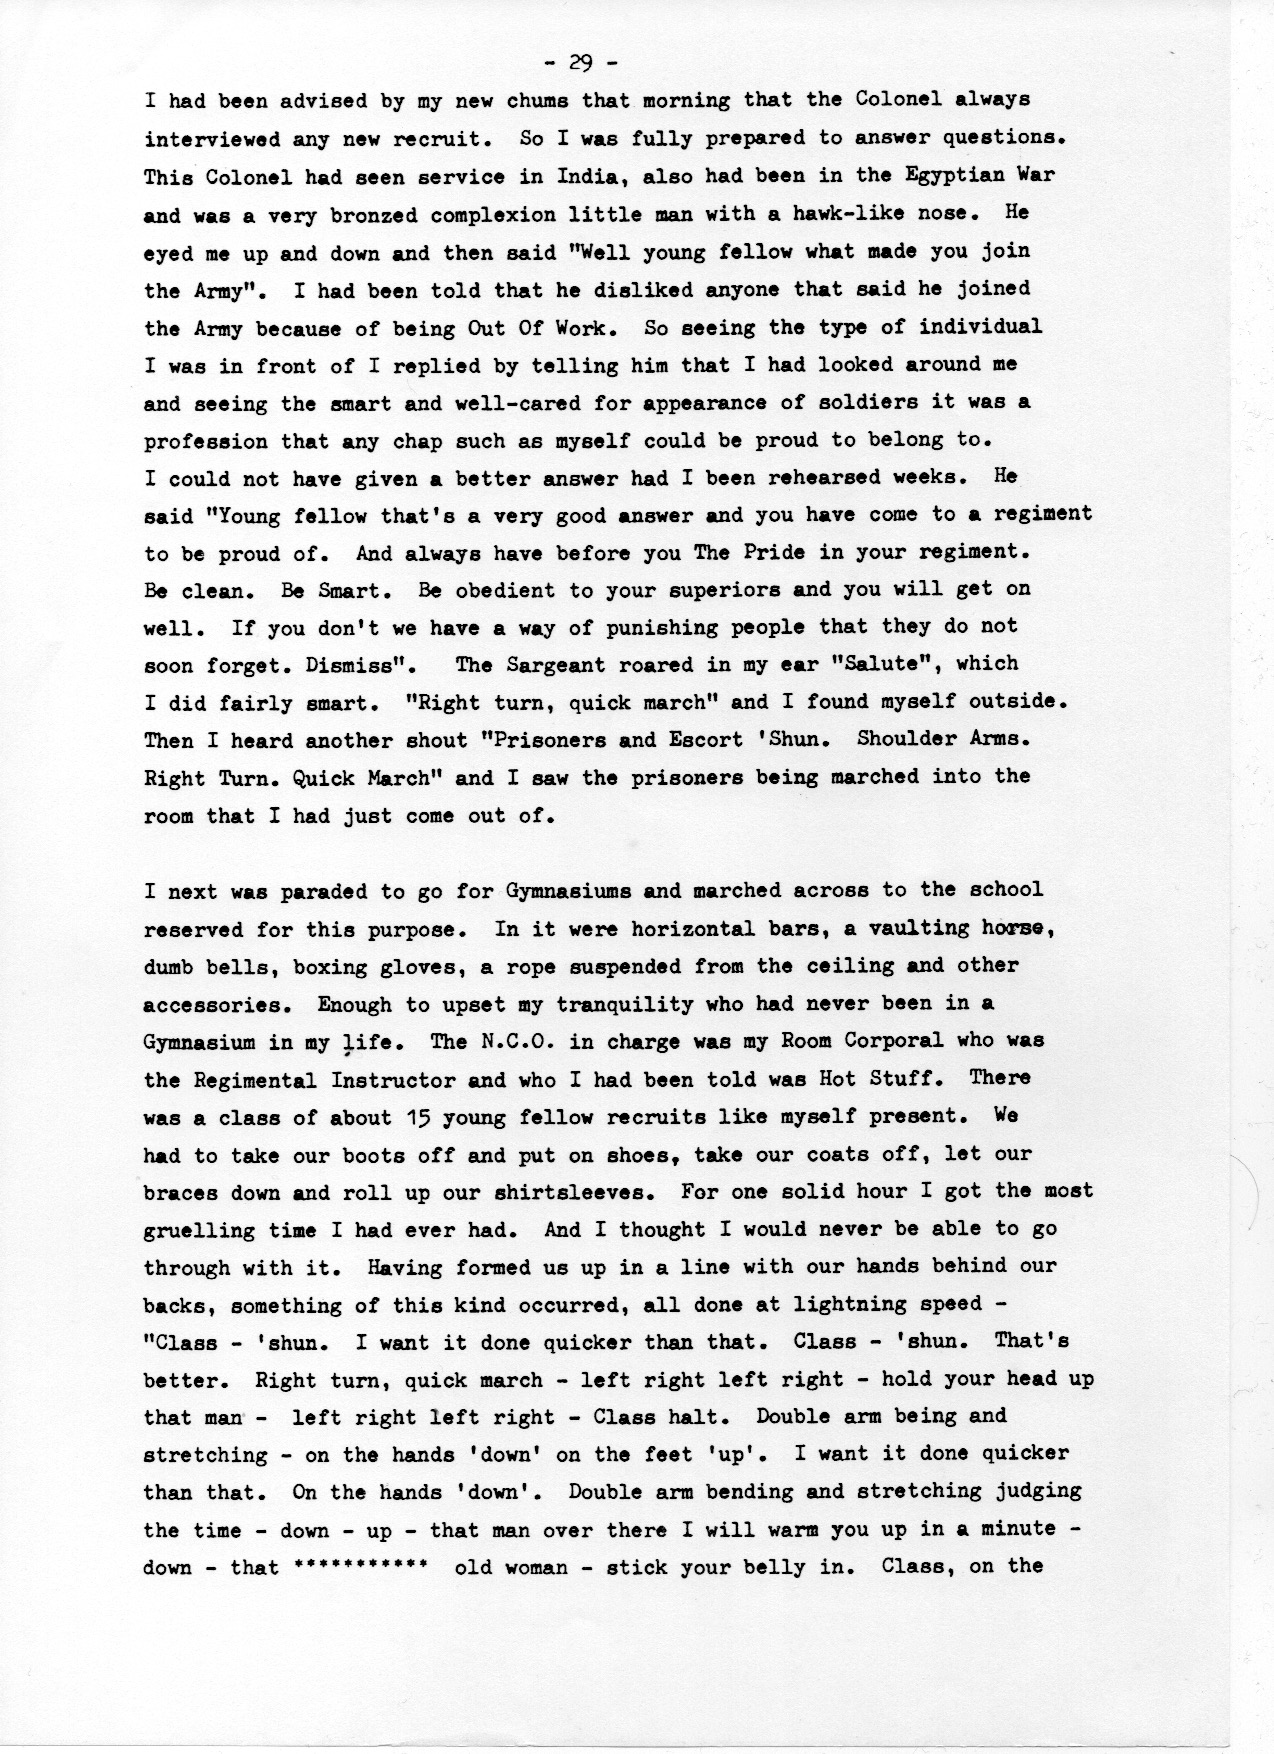 - 29 -
I had been advised by my new chums that morning that the Colonel always
interviewed any new recruit.  So I was fully prepared to answer questions.
This Colonel had seen service in India, also had been in the Egyptian War
and was a very bronzed complexion little man with a hawk-like nose.  He
eyed me up and down and then said "Well young fellow what made you join
the Army".  I had been told that he disliked anyone that said he joined
the Army because of being Out Of Work.  So seeing the type of individual
I was in front of I replied by telling him that I had looked around me
and seeing the smart and well-cared for appearance of soldiers it was a
profession that any chap such as myself could be proud to belong to.
I could not have given a better answer had I been rehearsed weeks.  He
said "Young fellow that's a very good answer and you have come to a regiment
to be proud of.  And always have before you The Pride in your regiment.
Be clean.  Be Smart.  Be obedient to your superiors and you will get on
well.  If you don't we have a way of punishing people that they do not
soon forget. Dismiss".   The Sargeant roared in my ear "Salute", which
I did fairly smart.  "Right turn, quick march" and I found myself outside.
Then I heard another shout "Prisoners and Escort 'Shun.  Shoulder Arms.
Right Turn. Quick March" and I saw the prisoners being marched into the
room that I had just come out of.

I next was paraded to go for Gymnasiums and marched across to the school
reserved for this purpose.  In it were horizontal bars, a vaulting horse,
dumb bells, boxing gloves, a rope suspended from the ceiling and other
accessories.  Enough to upset my tranquility who had never been in a
Gymnasium in my life.  The N.C.O. in charge was my Room Corporal who was
the Regimental Instructor and who I had been told was Hot Stuff.  There
was a class of about 15 young fellow recruits like myself present.  We
had to take our boots off and put on shoes, take our coats off, let our
braces down and roll up our shirtsleeves.  For one solid hour I got the most
gruelling time I had ever had.  And I thought I would never be able to go
through with it.  Having formed us up in a line with our hands behind our
backs, something of this kind occurred, all done at lightning speed -
"Class - 'shun.  I want it done quicker than that.  Class - 'shun.  That's
better.  Right turn, quick march - left right left right - hold your head up
that man -  left right left right - Class halt.  Double arm being and
stretching - on the hands 'down' on the feet 'up'.  I want it done quicker
than that.  On the hands 'down'.  Double arm bending and stretching judging
the time - down - up - that man over there I will warm you up in a minute -
down - that ***********  old woman - stick your belly in.  Class, on the